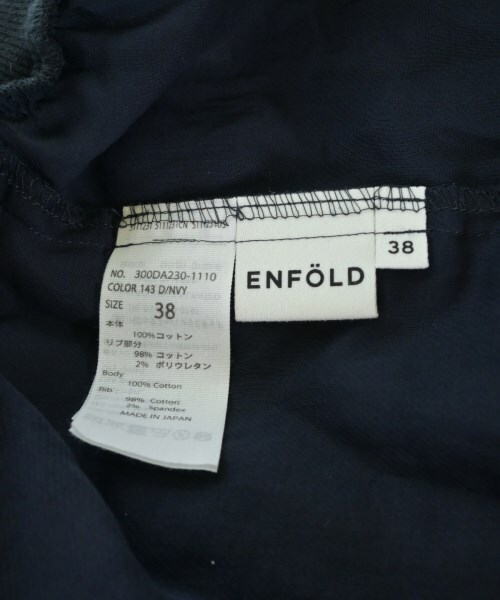 NO. 300DA230-1110
COLOR 143 D/NVY
SIZE 38
本体
100%コットン
リブ部分
98% コットン
2% ポリウレタン
Body
100% Cotton
Rib
98% Cotton
2% Spandex
MADE IN JAPAN
ENFÖLD
38